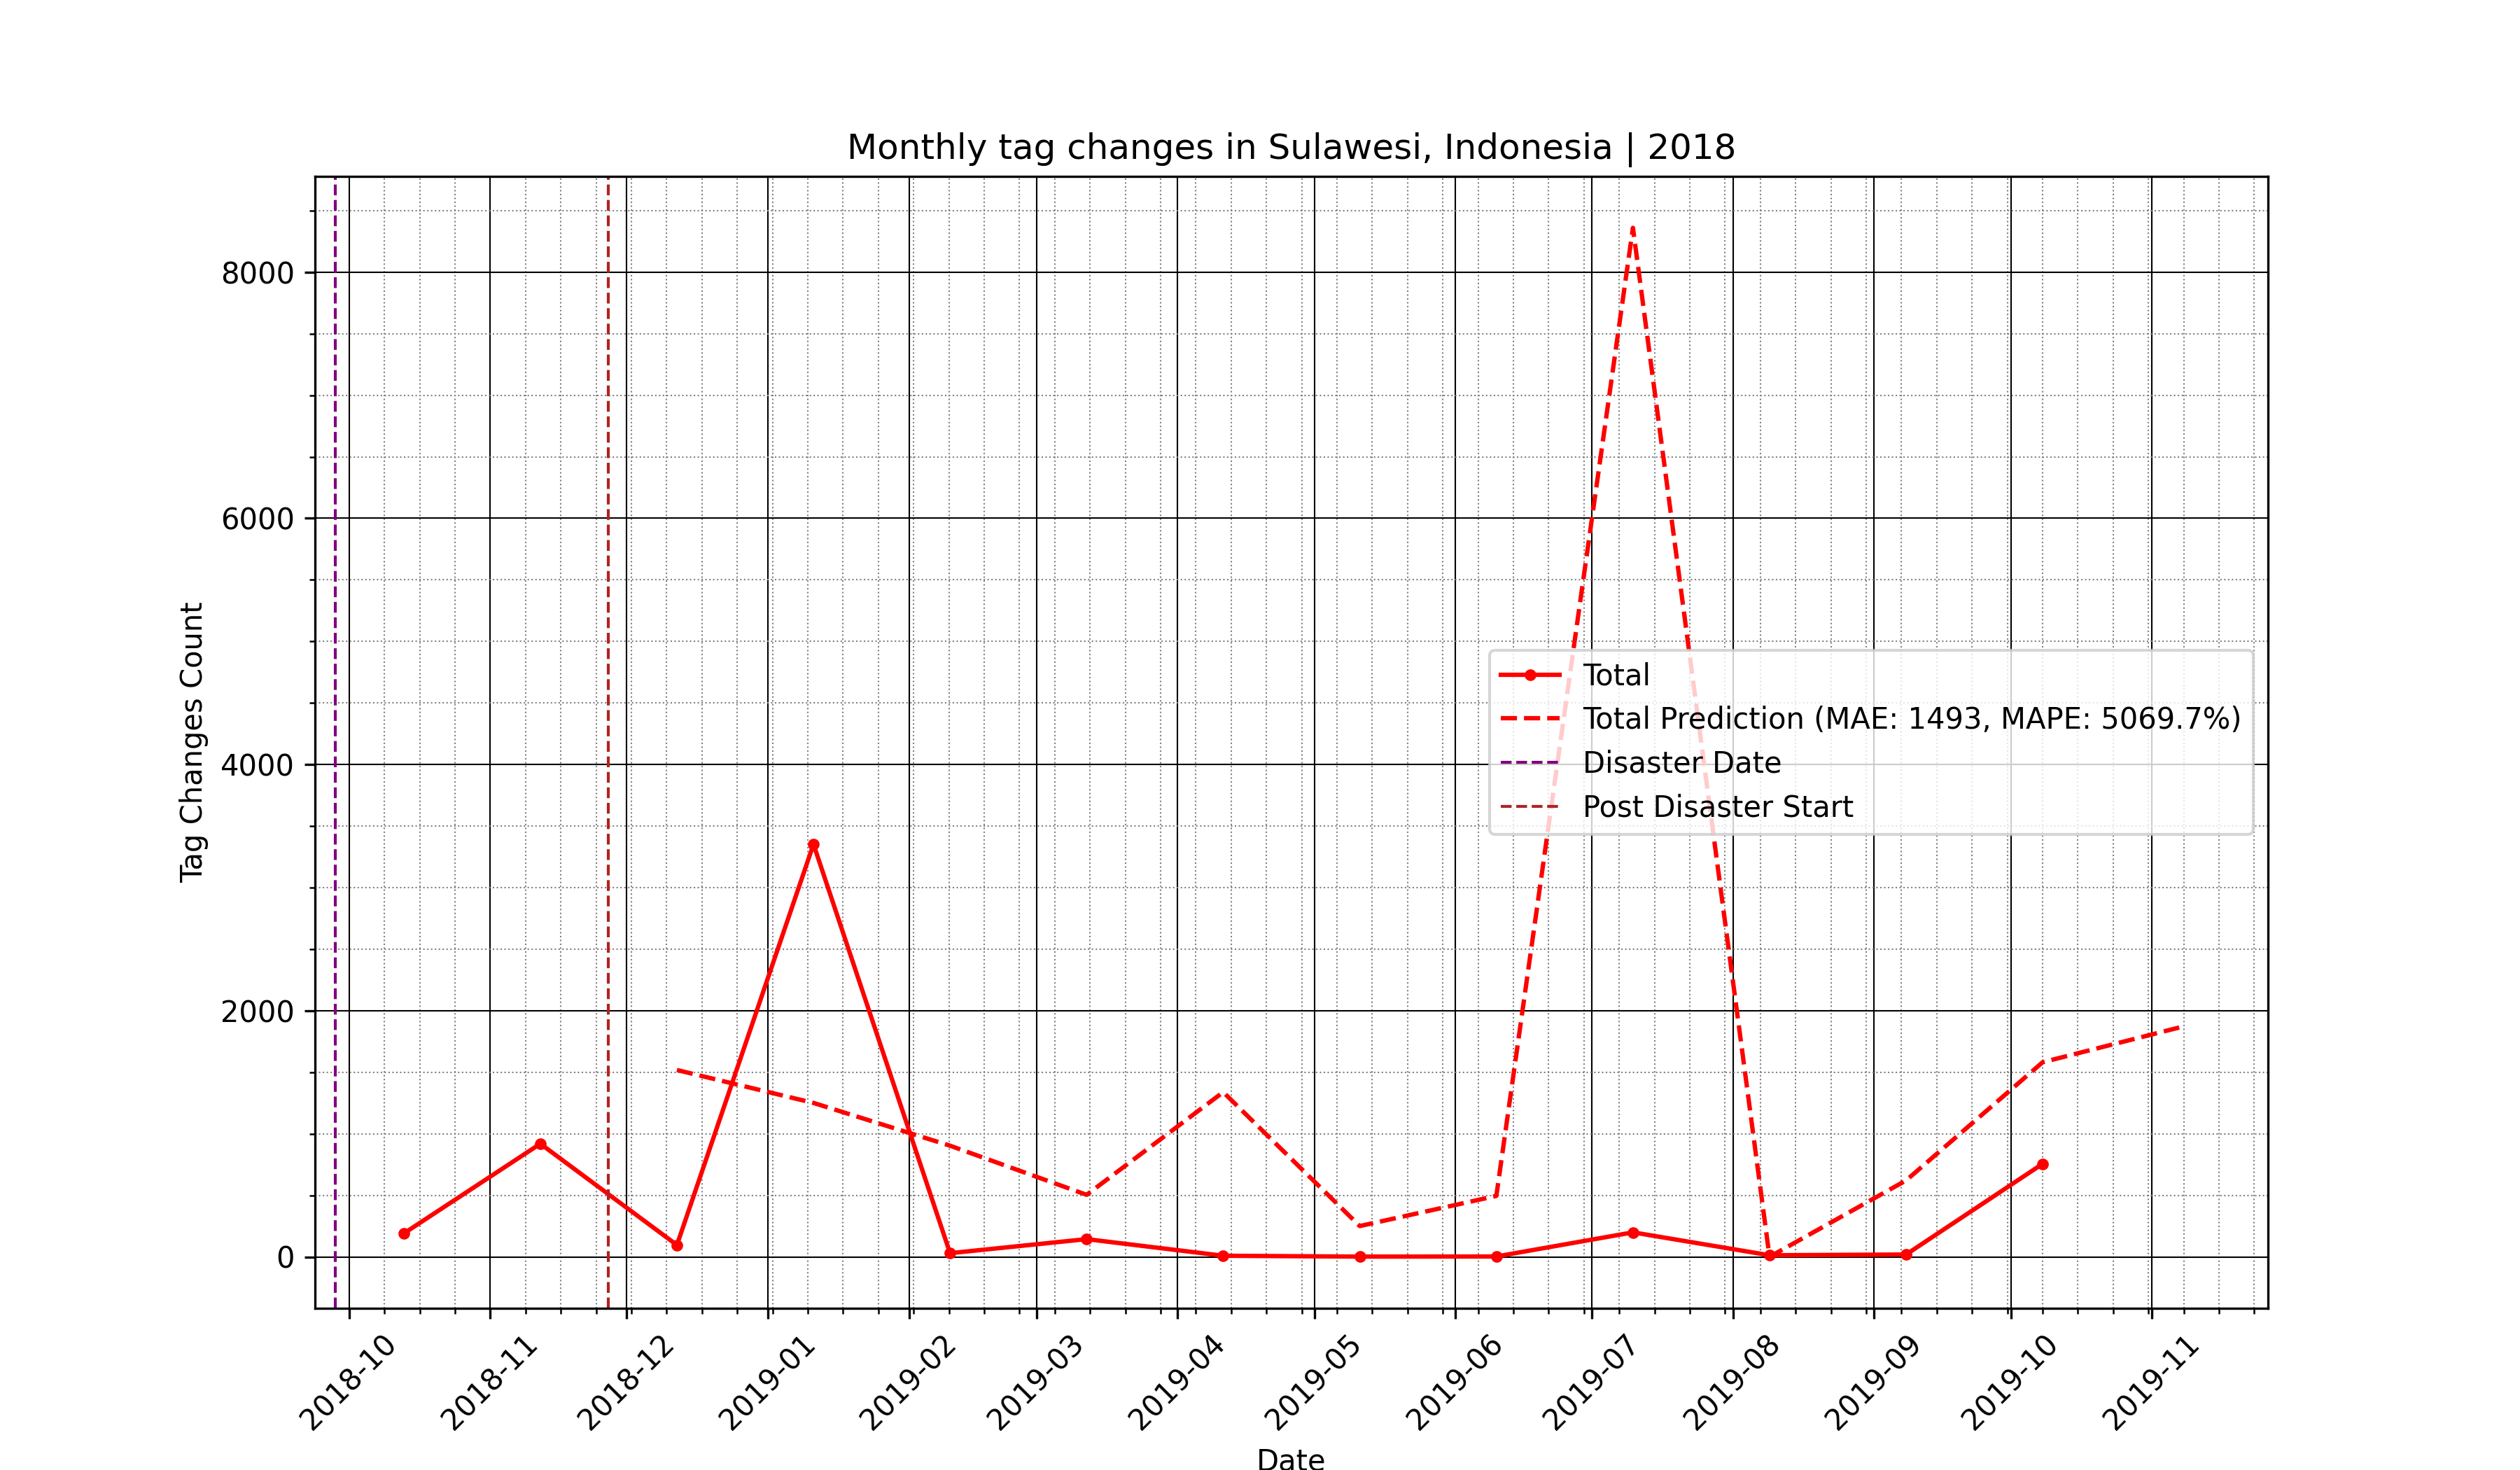 Monthly tag changes in Sulawesi, Indonesia | 2018
Tag Changes Count
8000
6000
4000
2000
0
Total
Total Prediction (MAE: 1493, MAPE: 5069.7%)
Disaster Date
Post Disaster Start
2018-10
2018-11
2018-12
2019-01
2019-02
2019-03
2019-04
2019-05
2019-06
2019-07
2019-08
2019-09
2019-10
2019-11
Date